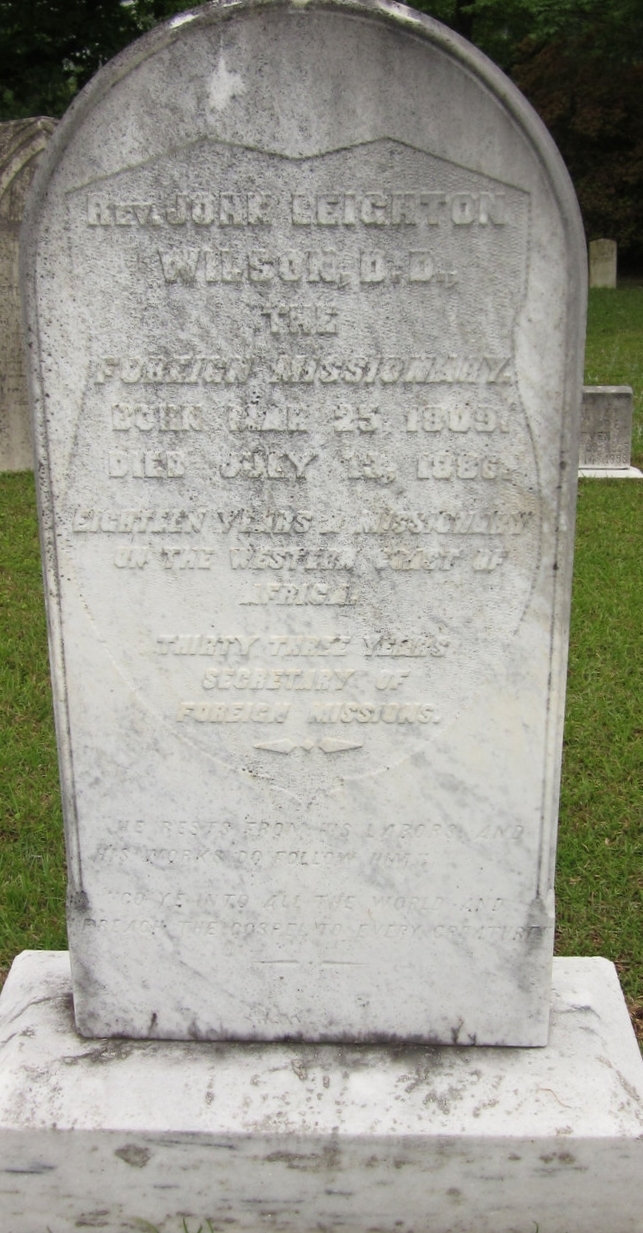 REV. JOHN LEIGHTON
WILSON, D.D.,
THE
FOREIGN MISSIONARY.
BORN MAR 25, 1809.
DIED JULY 13, 1886.
EIGHTEEN YEARS A MISSIONARY
ON THE WESTERN COAST OF
AFRICA.
THIRTY THREE YEARS
SECRETARY OF
FOREIGN MISSIONS.
"HE RESTS FROM HIS LABORS, AND
HIS WORKS DO FOLLOW HIM."
"GO YE INTO ALL THE WORLD AND
PREACH THE GOSPEL TO EVERY CREATURE."